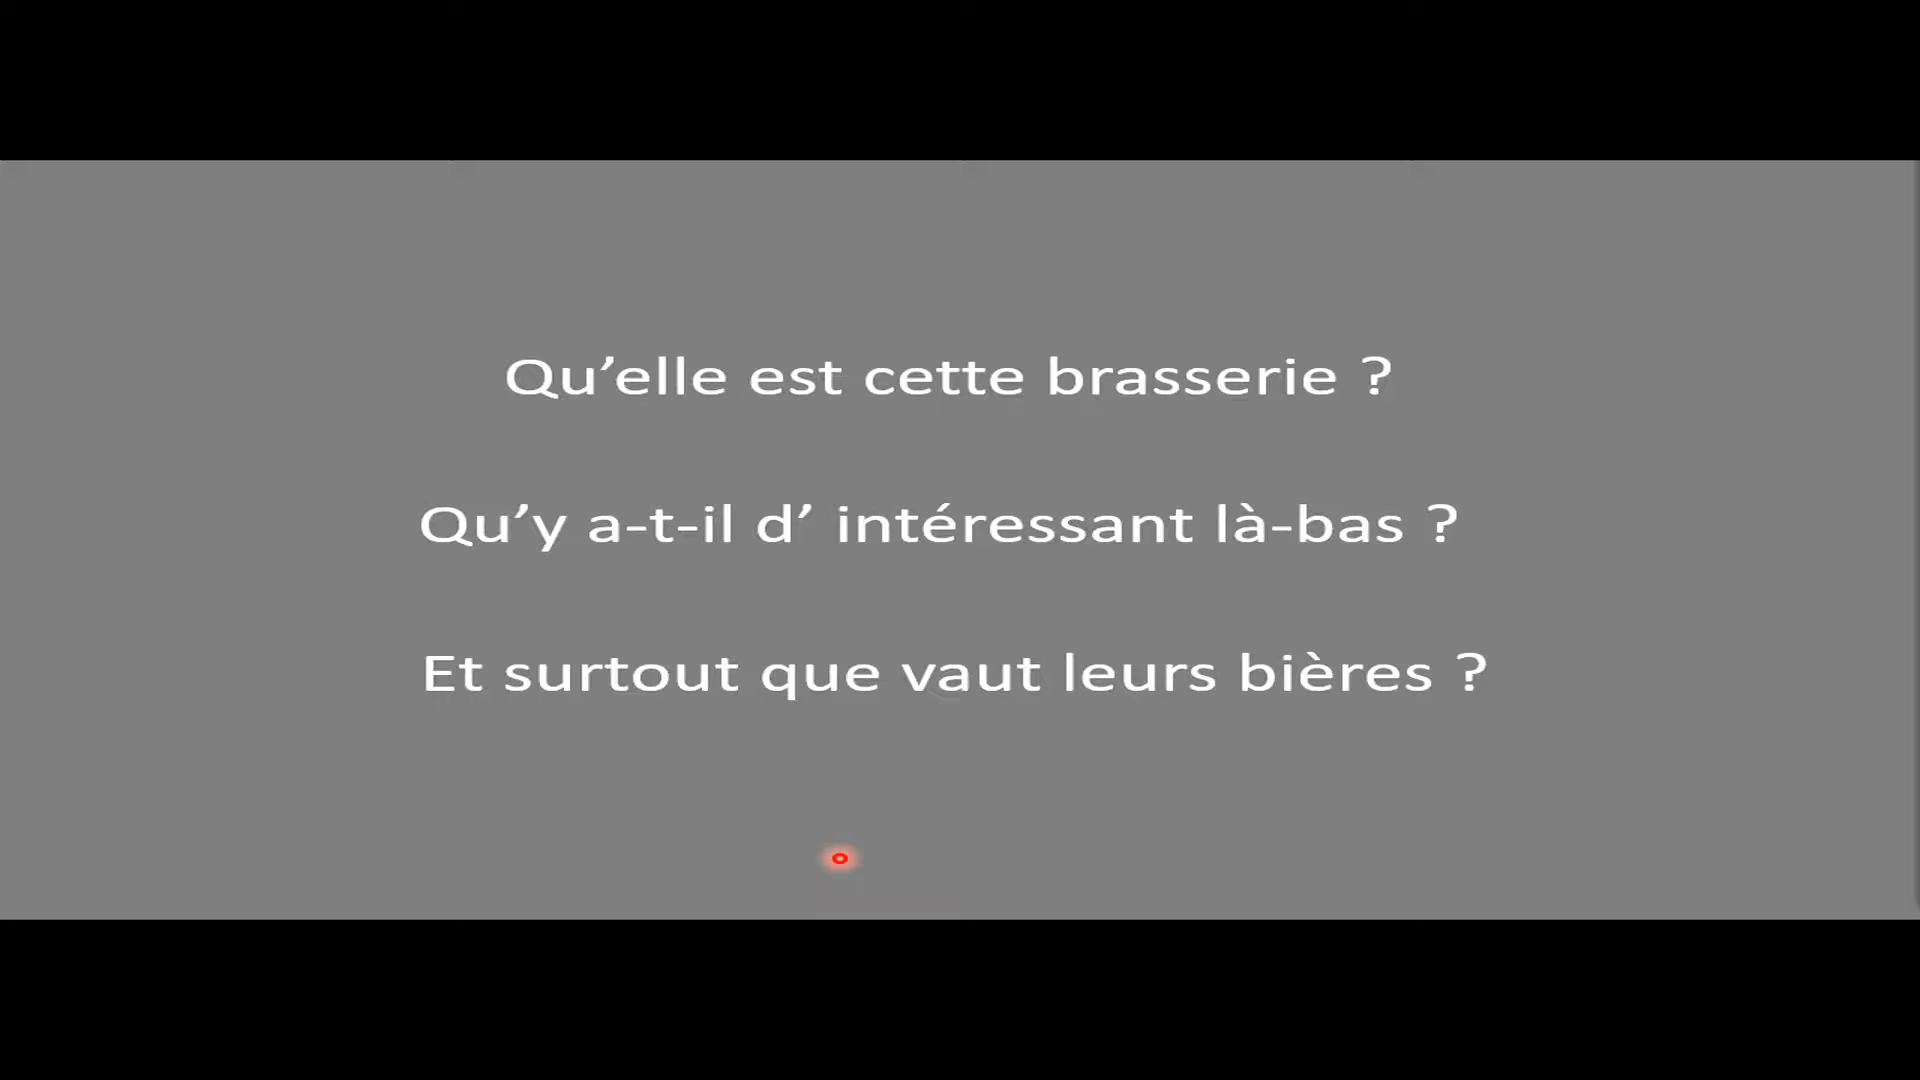 Qu’elle est cette brasserie ?
Qu’y a-t-il d’ intéressant là-bas ?
Et surtout que vaut leurs bières ?